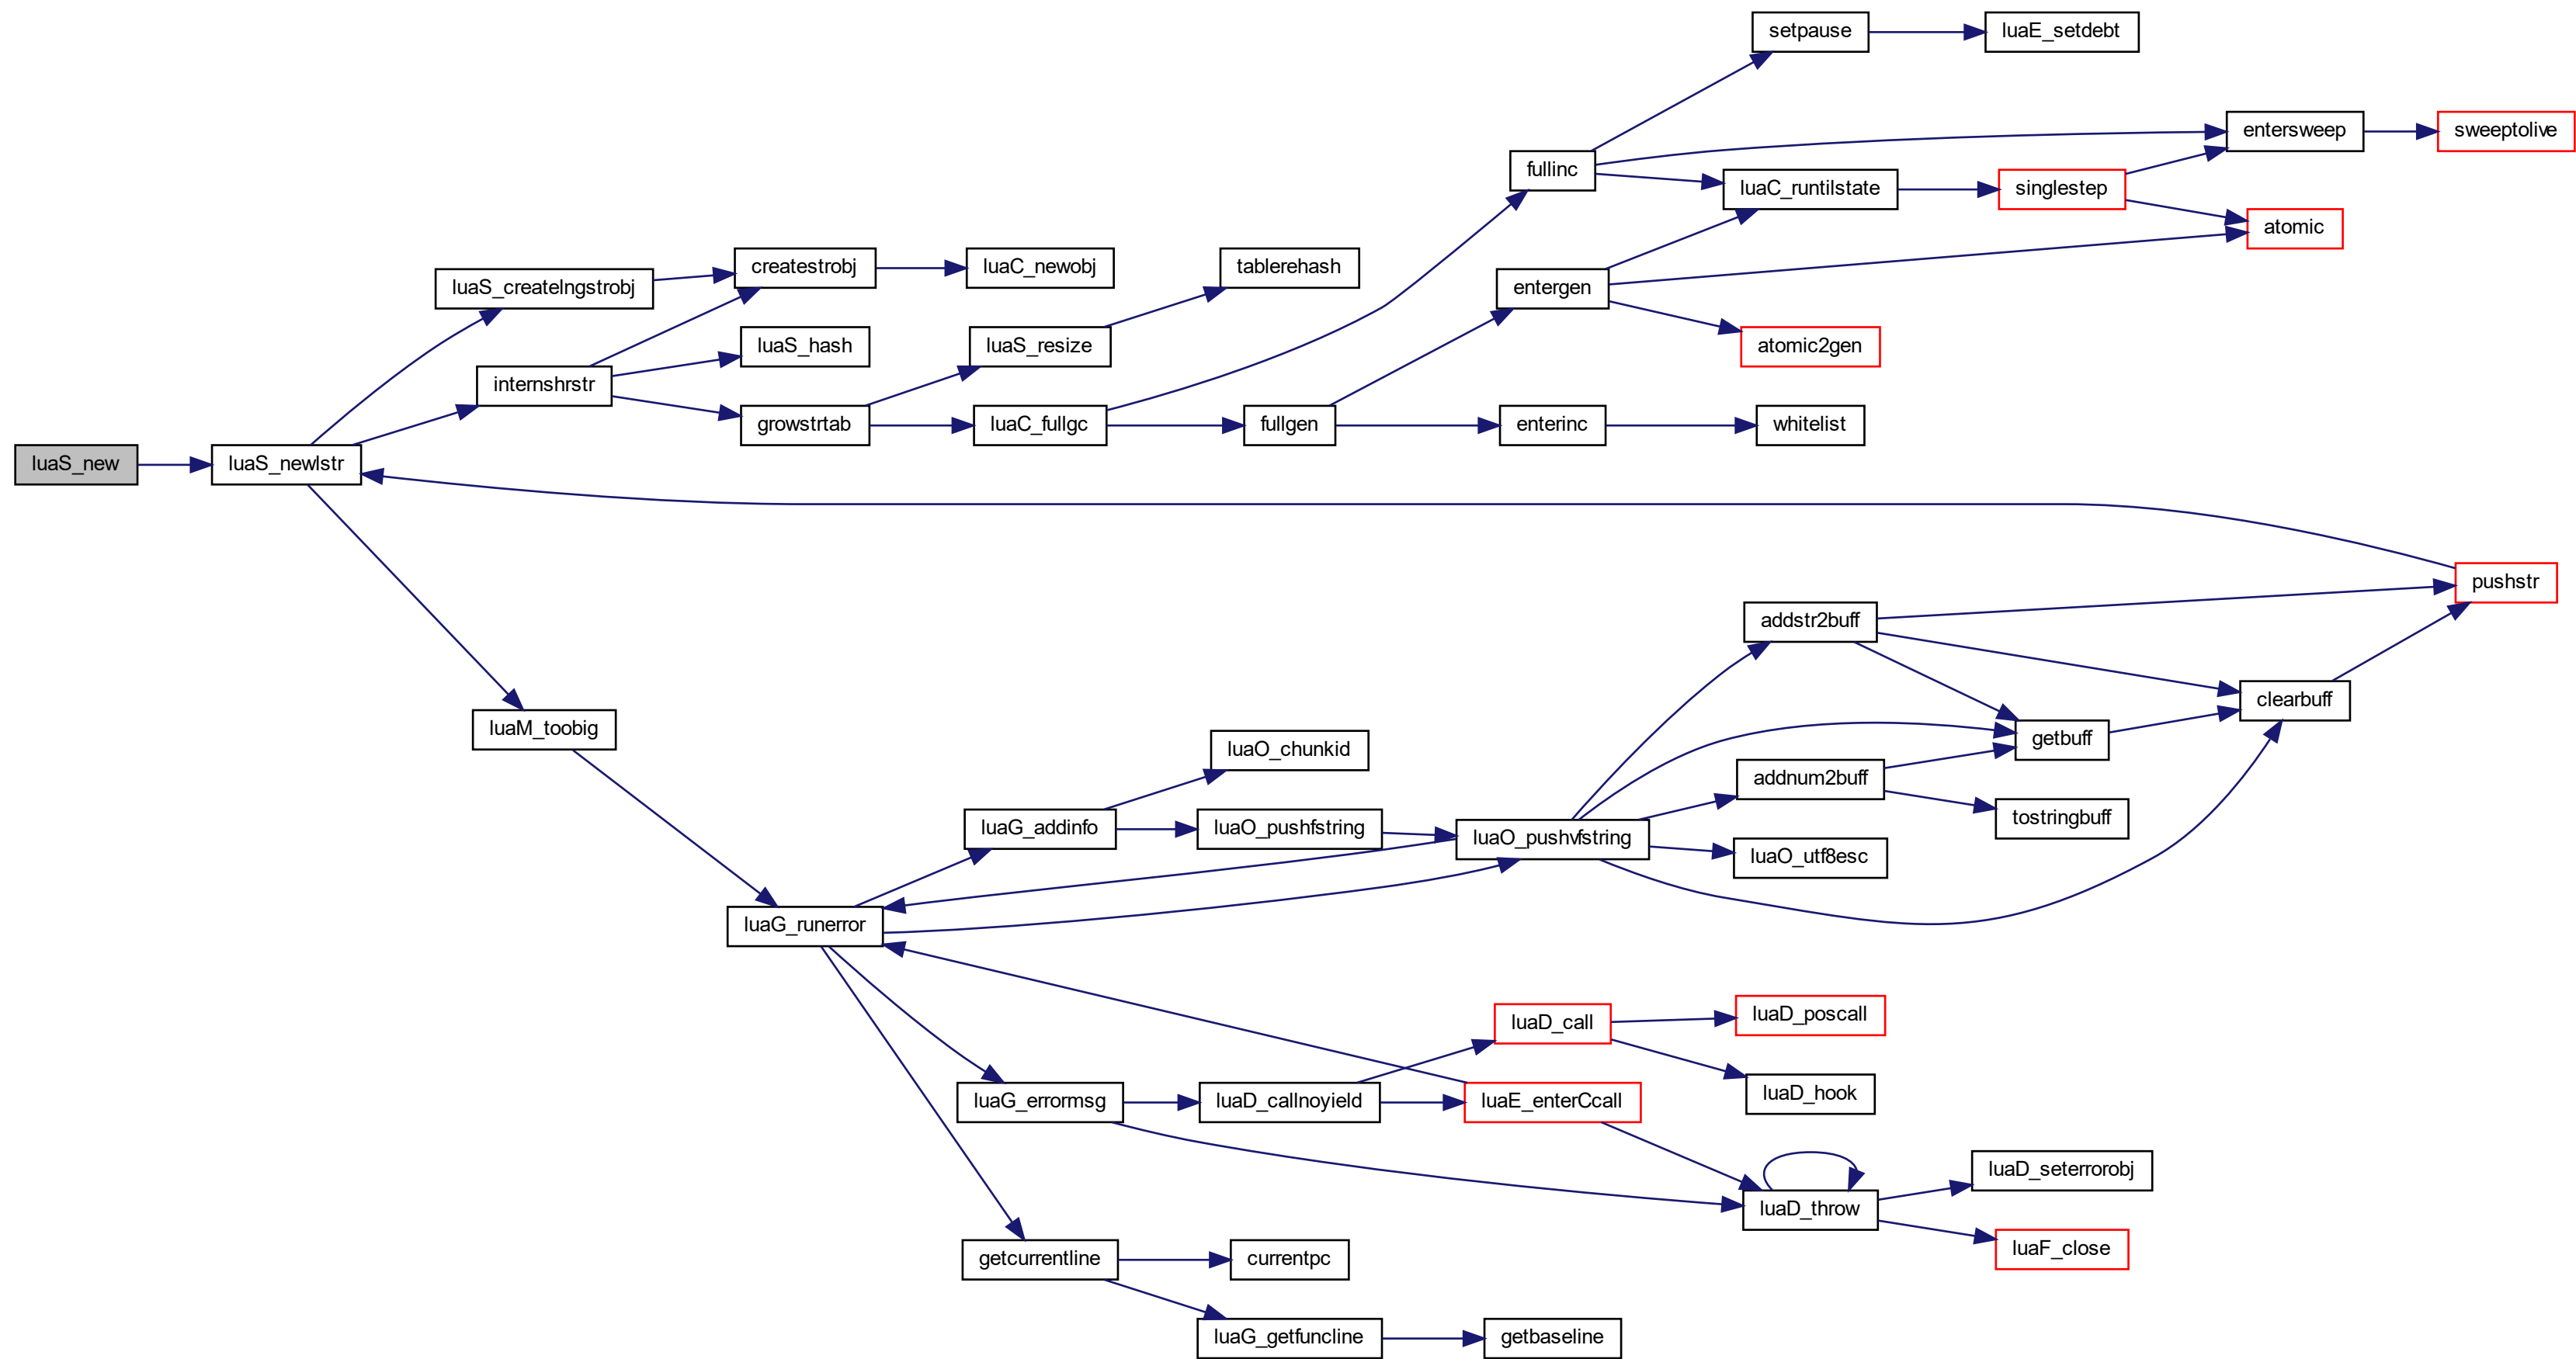 setpause
luaE_setdebt
entersweep
sweeptolive
fullinc
luaC_runtilstate
singlestep
atomic
createstrobj
luaC_newobj
tablerehash
luaS_createlngstrobj
entergen
luaS_hash
luaS_resize
atomic2gen
internshrstr
growstrtab
luaC_fullgc
fullgen
enterinc
whitelist
luaS_new
luaS_newlstr
pushstr
addstr2buff
clearbuff
luaM_toobig
getbuff
luaO_chunkid
addnum2buff
tostringbuff
luaG_addinfo
luaO_pushfstring
luaO_pushvfstring
luaO_utf8esc
luaG_runerror
luaD_call
luaD_poscall
luaD_hook
luaG_errormsg
luaD_callnoyield
luaE_enterCcall
luaD_seterrorobj
luaD_throw
luaF_close
getcurrentline
currentpc
luaG_getfuncline
getbaseline